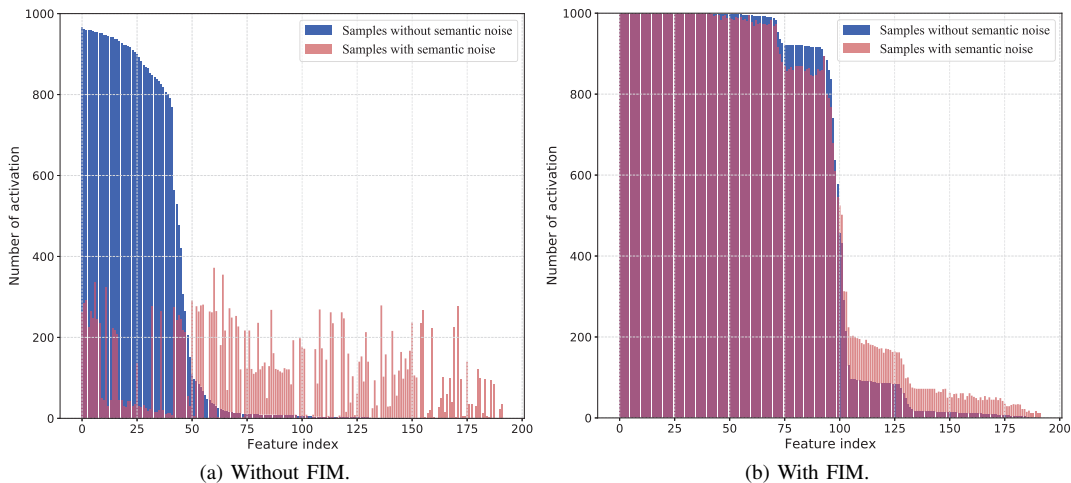 1000
800
600
400
200
0
Number of activation
Samples without semantic noise
Samples with semantic noise
0 25 50 75 100 125 150 175 200
Feature index
(a) Without FIM.
1000
800
600
400
200
0
Number of activation
Samples without semantic noise
Samples with semantic noise
0 25 50 75 100 125 150 175 200
Feature index
(b) With FIM.